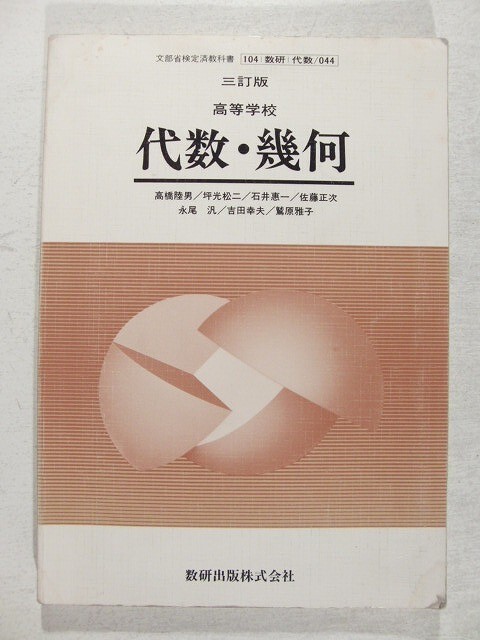 文部省検定済教科書 104 数研 代数/044
三訂版
高等学校
代数・幾何
高橋陸男/坪光松二/石井惠一/佐藤正次
永尾 汎/吉田幸夫/鷲原雅子
数研出版株式会社